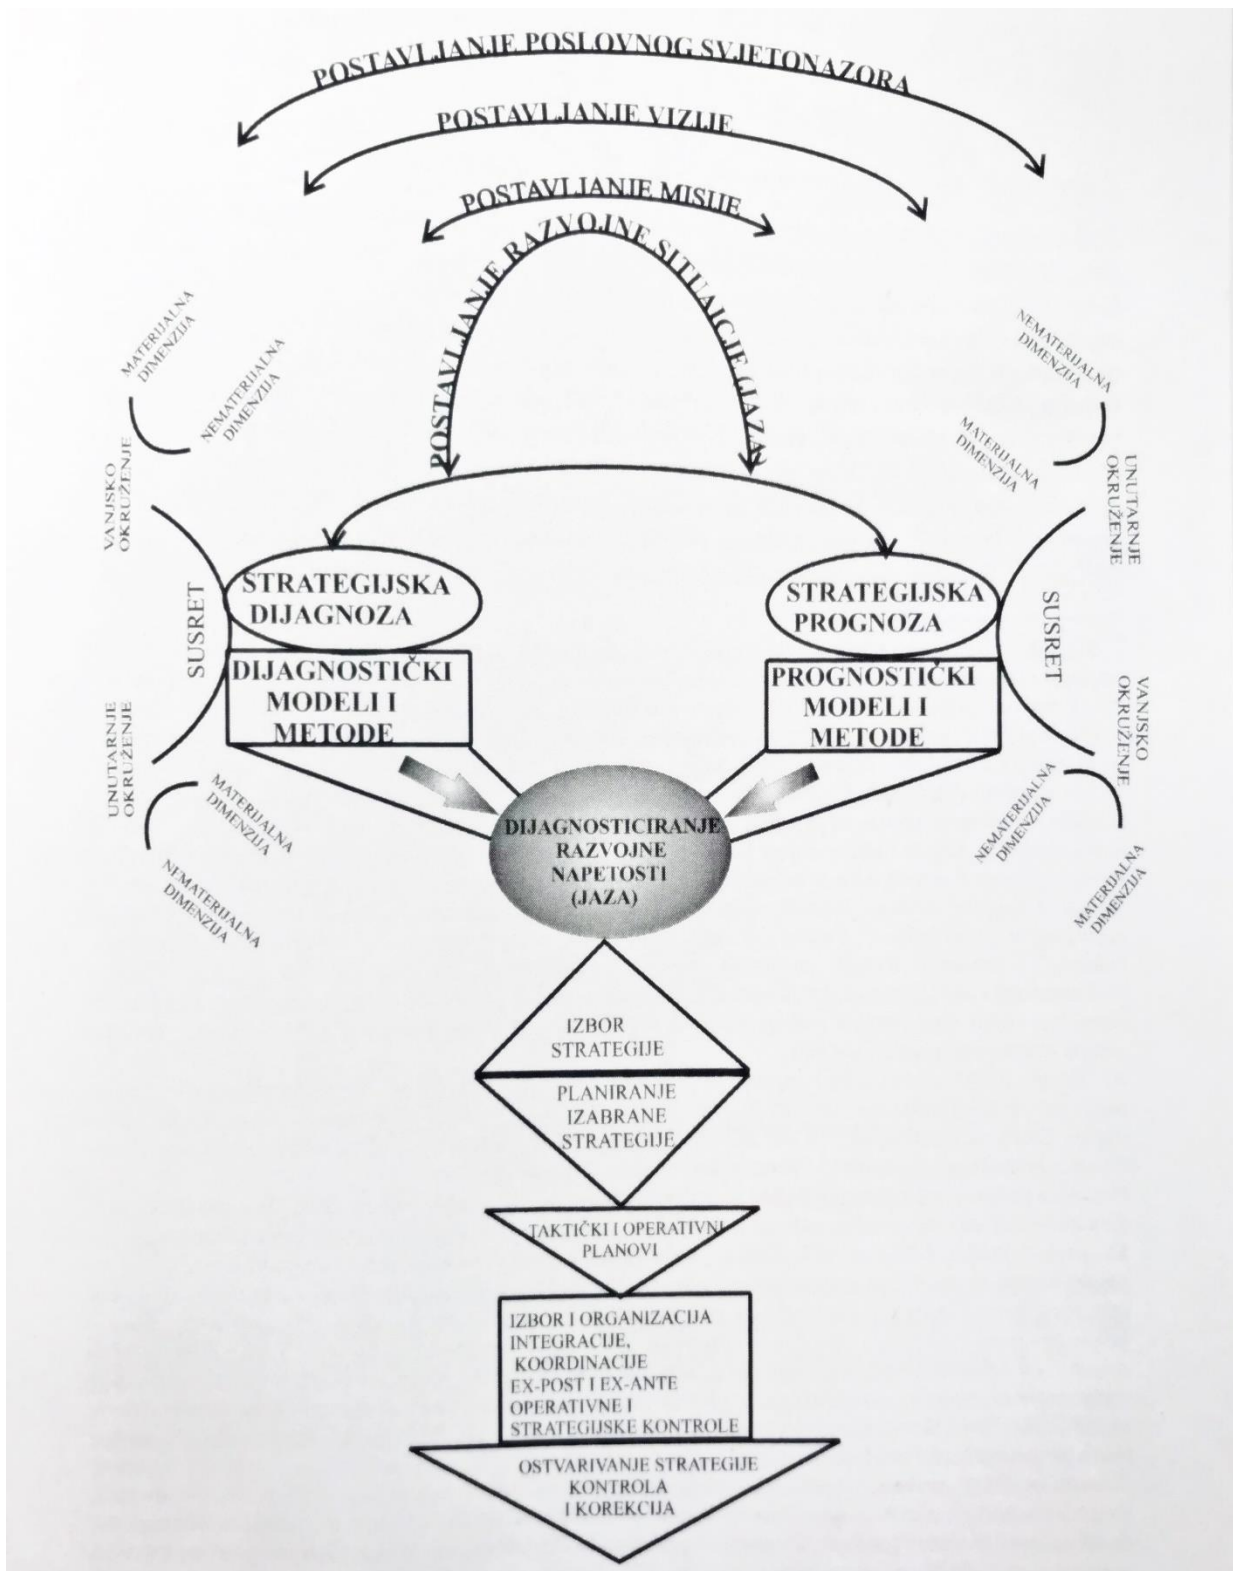 POSTAVLJANJE POSLOVNOG SVJETONAZORA
POSTAVLJANJE VIZIJE
POSTAVLJANJE MISIJE
POSTAVLJANJE RAZVOJNE SITUAICJE (JAZA)
MATERIJALNA
DIMENZIJA
NEMATERIJALNA
DIMENZIJA
VANJSKO
OKRUŽENJE
SUSRET
UNUTARNJE
OKRUŽENJE
MATERIJALNA
DIMENZIJA
NEMATERIJALNA
DIMENZIJA
STRATEGIJSKA
DIJAGNOZA
DIJAGNOSTIČKI
MODELI I
METODE
STRATEGIJSKA
PROGNOZA
PROGNOSTIČKI
MODELI I
METODE
NEMATERIJALNA
DIMENZIJA
MATERIJALNA
DIMENZIJA
UNUTARNJE
OKRUŽENJE
SUSRET
VANJSKO
OKRUŽENJE
NEMATERIJALNA
DIMENZIJA
MATERIJALNA
DIMENZIJA
DIJAGNOSTICIRANJE
RAZVOJNE
NAPETOSTI
(JAZA)
IZBOR
STRATEGIJE
PLANIRANJE
IZABRANE
STRATEGIJE
TAKTIČKI I OPERATIVNI
PLANOVI
IZBOR I ORGANIZACIJA
INTEGRACIJE,
KOORDINACIJE
EX-POST I EX-ANTE
OPERATIVNE I
STRATEGIJSKE KONTROLE
OSTVARIVANJE STRATEGIJE
KONTROLA
I KOREKCIJA